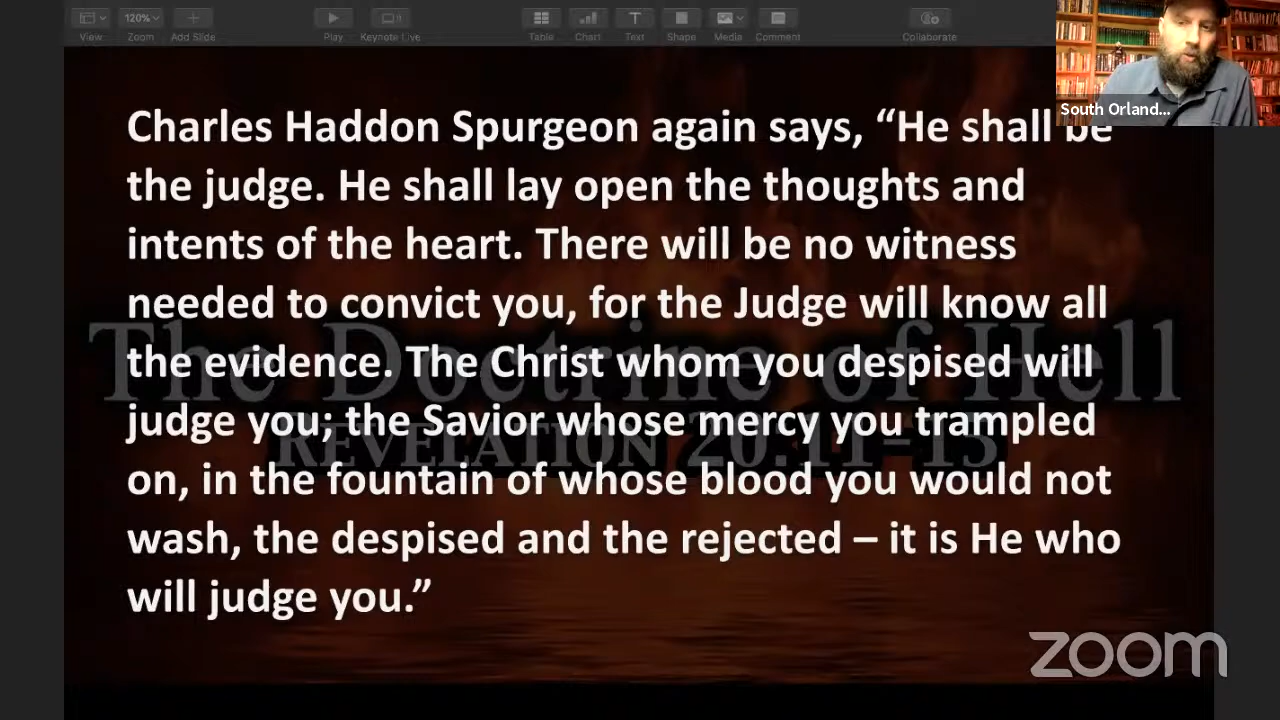 120%
View
Zoom
Add Slide
Play
Keynote Live
Table
Chart
Text
Shape
Media
Comment
Collaborate
South Orland...
Charles Haddon Spurgeon again says, “He shall be
the judge. He shall lay open the thoughts and
intents of the heart. There will be no witness
needed to convict you, for the Judge will know all
the evidence. The Christ whom you despised will
judge you; the Savior whose mercy you trampled
on, in the fountain of whose blood you would not
wash, the despised and the rejected – it is He who
will judge you.”
The Doctrine of Hell
REVELATION 20:11–15
zoom